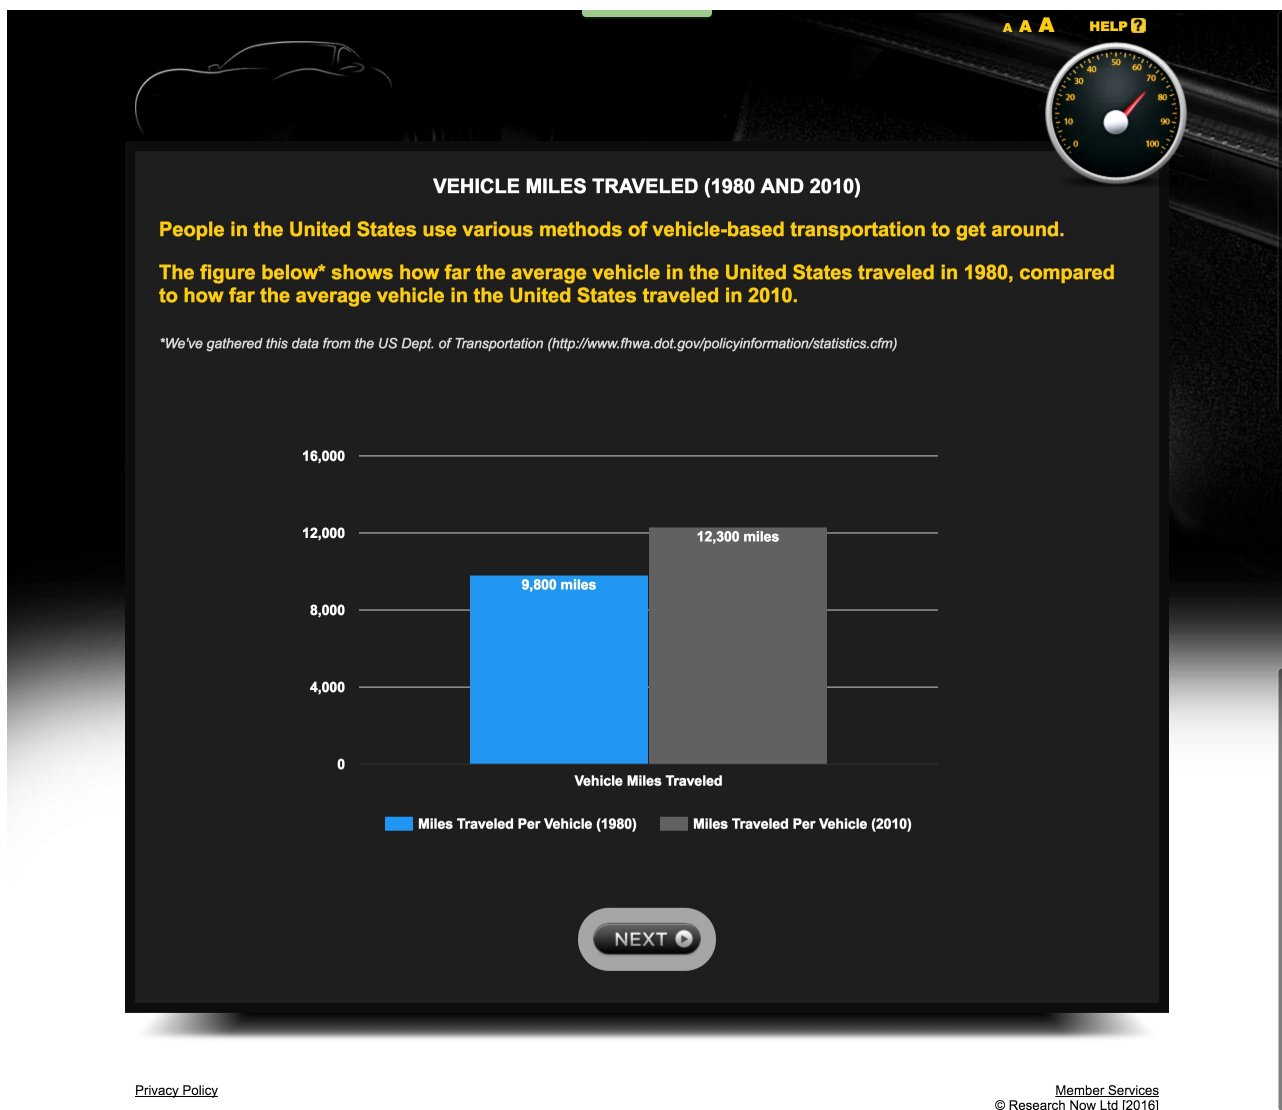 A A A HELP ?
50
40 60
30 70
20 80
10 90
0 100
VEHICLE MILES TRAVELED (1980 AND 2010)
People in the United States use various methods of vehicle-based transportation to get around.
The figure below* shows how far the average vehicle in the United States traveled in 1980, compared
to how far the average vehicle in the United States traveled in 2010.
*We've gathered this data from the US Dept. of Transportation (http://www.fhwa.dot.gov/policyinformation/statistics.cfm)
16,000
12,000
12,300 miles
9,800 miles
8,000
4,000
0
Vehicle Miles Traveled
Miles Traveled Per Vehicle (1980) Miles Traveled Per Vehicle (2010)
NEXT
Privacy Policy Member Services
© Research Now Ltd [2016]